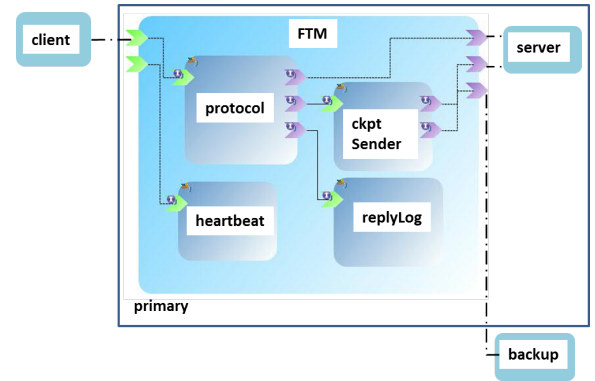 FTM
client
server
protocol
ckpt
Sender
heartbeat
replyLog
primary
backup